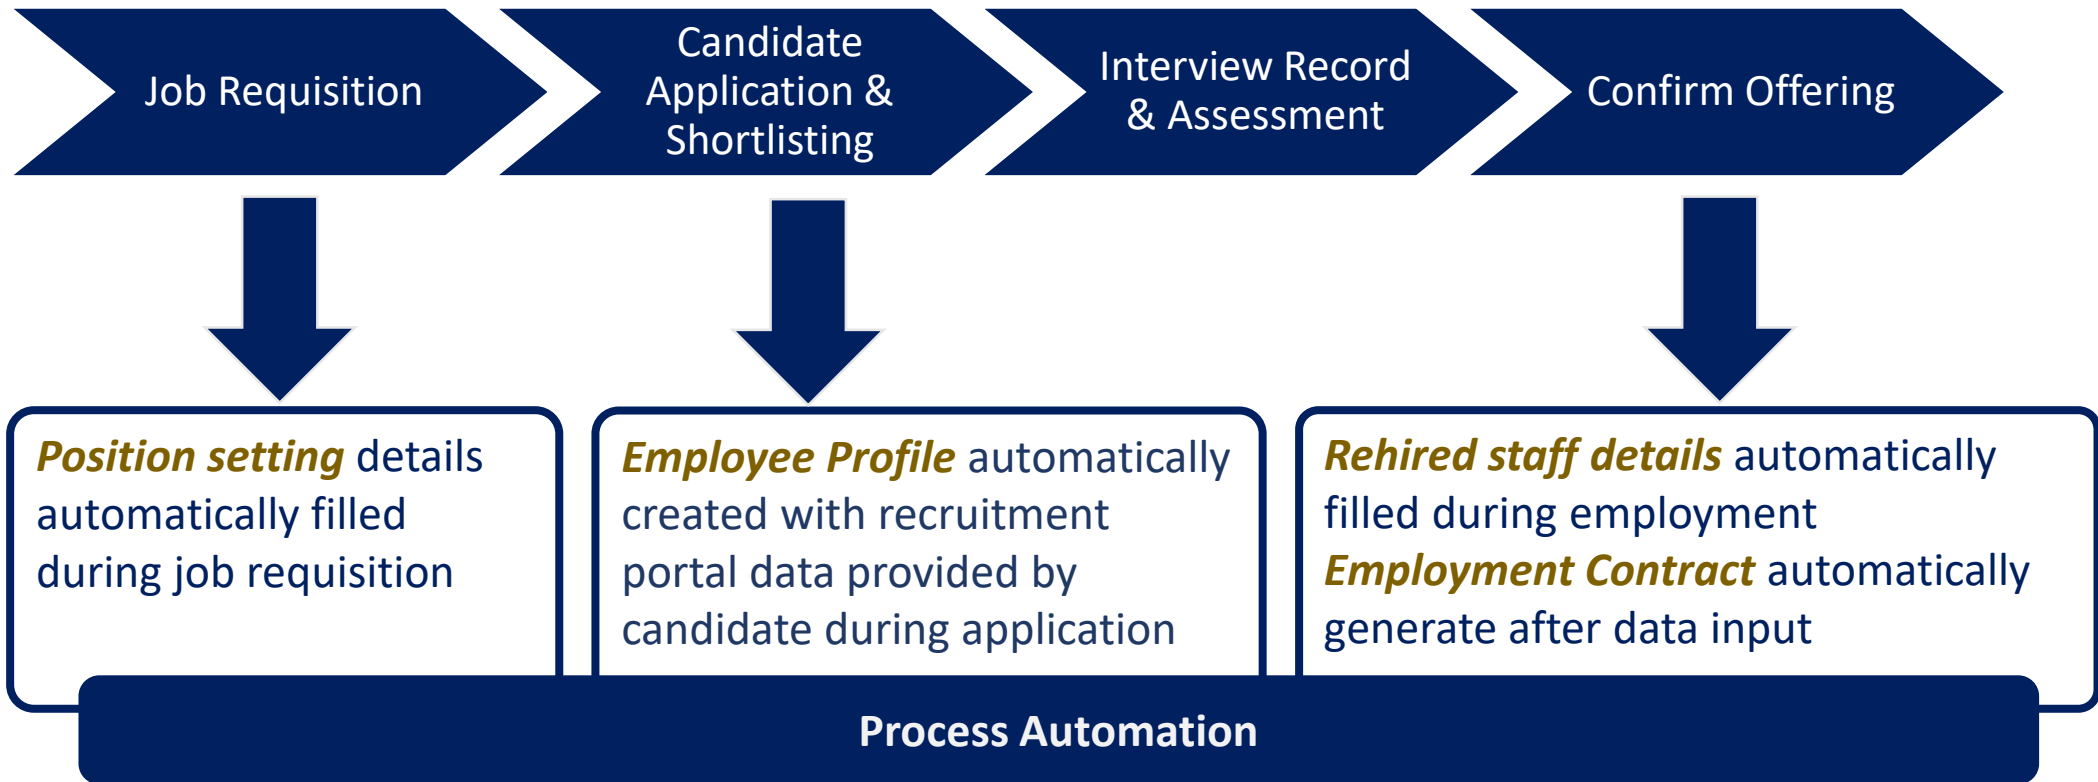 Job Requisition
Candidate
Application &
Shortlisting
Interview Record
& Assessment
Confirm Offering
Position setting details
automatically filled
during job requisition
Employee Profile automatically
created with recruitment
portal data provided by
candidate during application
Rehired staff details automatically
filled during employment
Employment Contract automatically
generate after data input
Process Automation